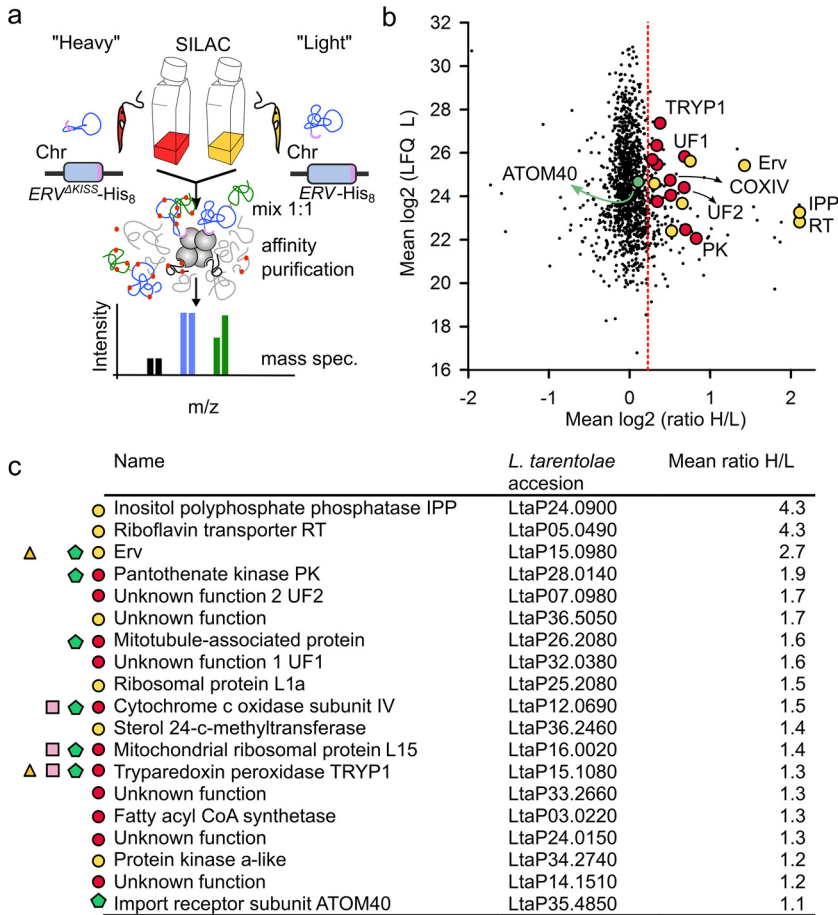 a
"Heavy" SILAC "Light"
Chr
Chr
ERV^ΔKISS-His8
ERV-His8
mix 1:1
affinity
purification
Intensity
mass spec.
m/z
b
Mean log2 (LFQ L)
32
30
28
26
24
22
20
18
16
-2 -1 0 1 2
Mean log2 (ratio H/L)
TRYP1
UF1
Erv
ATOM40
COXIV
UF2
IPP
RT
PK
c
Name L. tarentolae accesion Mean ratio H/L
Inositol polyphosphate phosphatase IPP LtaP24.0900 4.3
Riboflavin transporter RT LtaP05.0490 4.3
Erv LtaP15.0980 2.7
Pantothenate kinase PK LtaP28.0140 1.9
Unknown function 2 UF2 LtaP07.0980 1.7
Unknown function LtaP36.5050 1.7
Mitotubule-associated protein LtaP26.2080 1.6
Unknown function 1 UF1 LtaP32.0380 1.6
Ribosomal protein L1a LtaP25.2080 1.5
Cytochrome c oxidase subunit IV LtaP12.0690 1.5
Sterol 24-c-methyltransferase LtaP36.2460 1.4
Mitochondrial ribosomal protein L15 LtaP16.0020 1.4
Tryparedoxin peroxidase TRYP1 LtaP15.1080 1.3
Unknown function LtaP33.2660 1.3
Fatty acyl CoA synthetase LtaP03.0220 1.3
Unknown function LtaP24.0150 1.3
Protein kinase a-like LtaP34.2740 1.2
Unknown function LtaP14.1510 1.2
Import receptor subunit ATOM40 LtaP35.4850 1.1